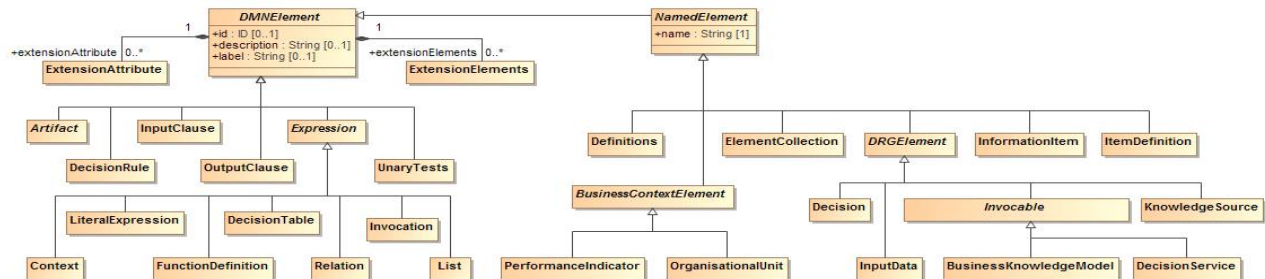 DMNElement
+id : ID [0..1]
+description : String [0..1]
+label : String [0..1]
NamedElement
+name : String [1]
1
1
+extensionAttribute 0..*
+extensionElements 0..*
ExtensionAttribute
ExtensionElements
Artifact
InputClause
Expression
DecisionRule
OutputClause
UnaryTests
Definitions
ElementCollection
DRGElement
InformationItem
ItemDefinition
BusinessContextElement
LiteralExpression
DecisionTable
Invocation
Decision
Invocable
KnowledgeSource
Context
FunctionDefinition
Relation
List
PerformanceIndicator
OrganisationalUnit
InputData
BusinessKnowledgeModel
DecisionService